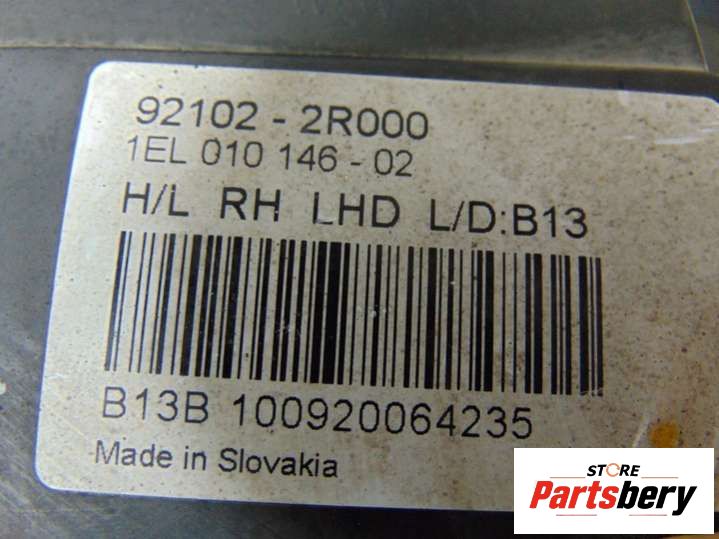 92102 - 2R000
1EL 010 146 - 02
H/L RH LHD L/D:B13
B13B 100920064235
Made in Slovakia
STORE
Partsbery